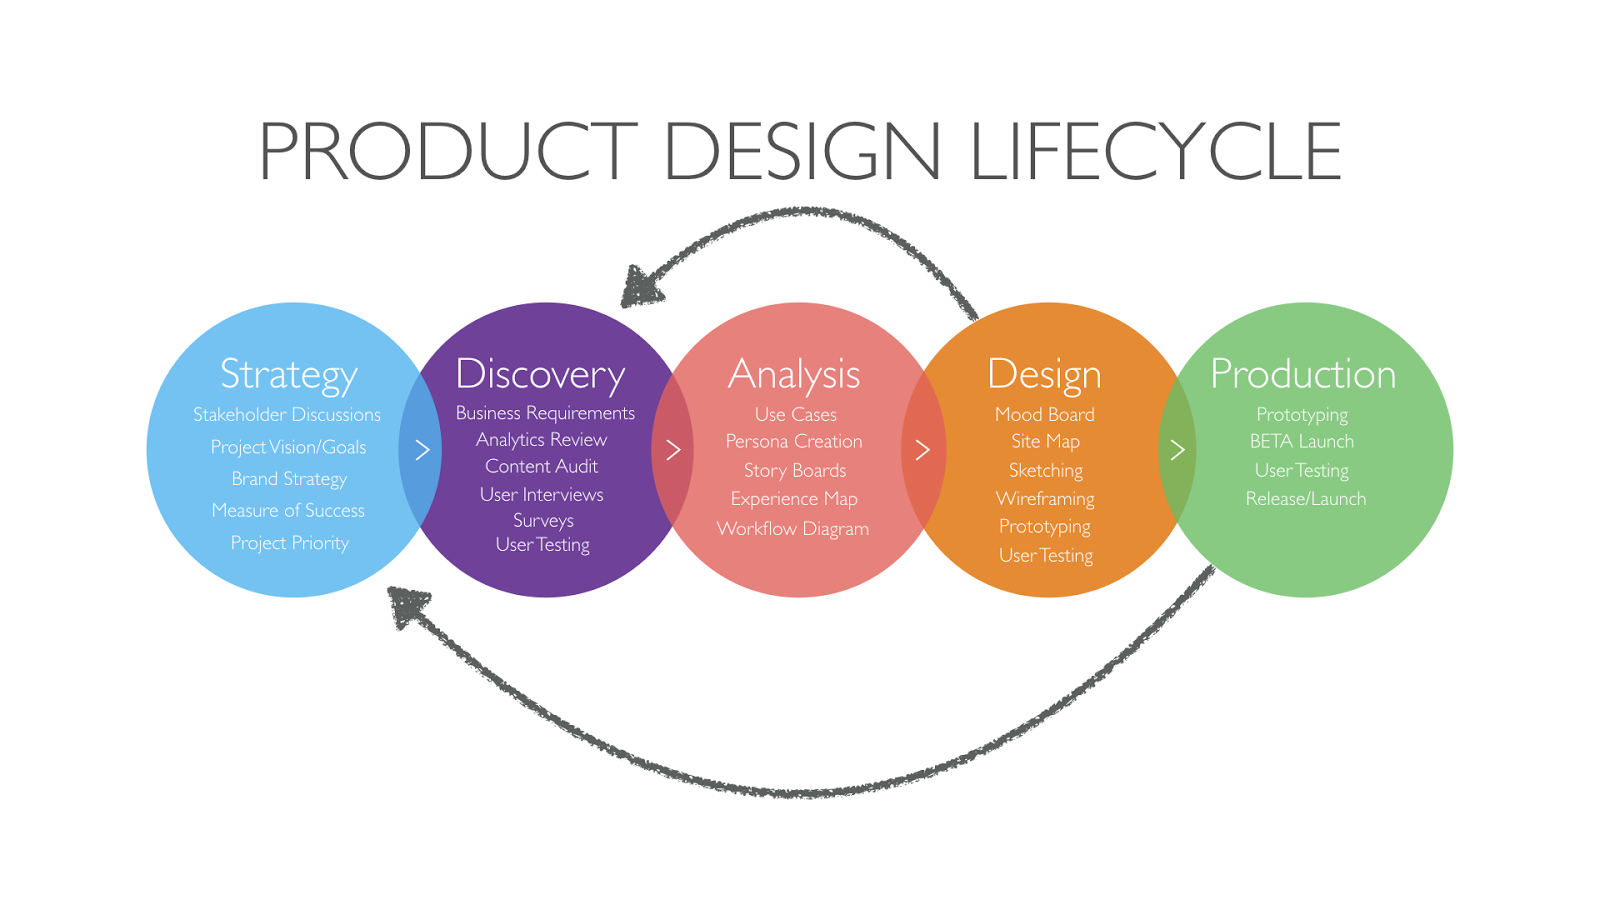 PRODUCT DESIGN LIFECYCLE
Strategy
Stakeholder Discussions
Project Vision/Goals
Brand Strategy
Measure of Success
Project Priority
>
Discovery
Business Requirements
Analytics Review
Content Audit
User Interviews
Surveys
User Testing
>
Analysis
Use Cases
Persona Creation
Story Boards
Experience Map
Workflow Diagram
>
Design
Mood Board
Site Map
Sketching
Wireframing
Prototyping
User Testing
>
Production
Prototyping
BETA Launch
User Testing
Release/Launch